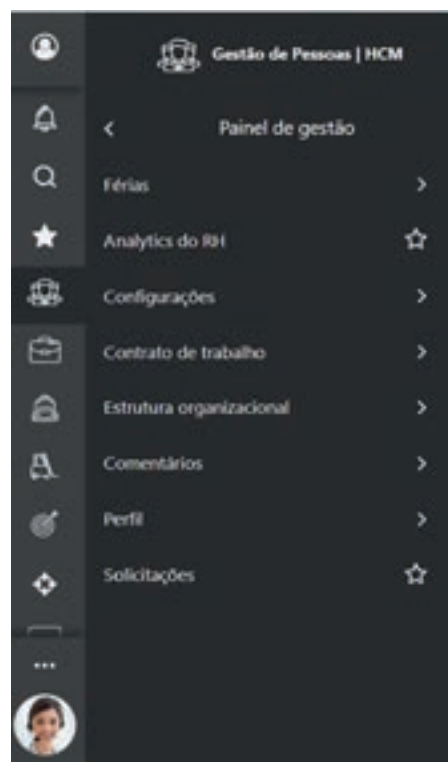 Gestão de Pessoas | HCM
Painel de gestão
Férias
Analytics do RH
Configurações
Contrato de trabalho
Estrutura organizacional
Comentários
Perfil
Solicitações